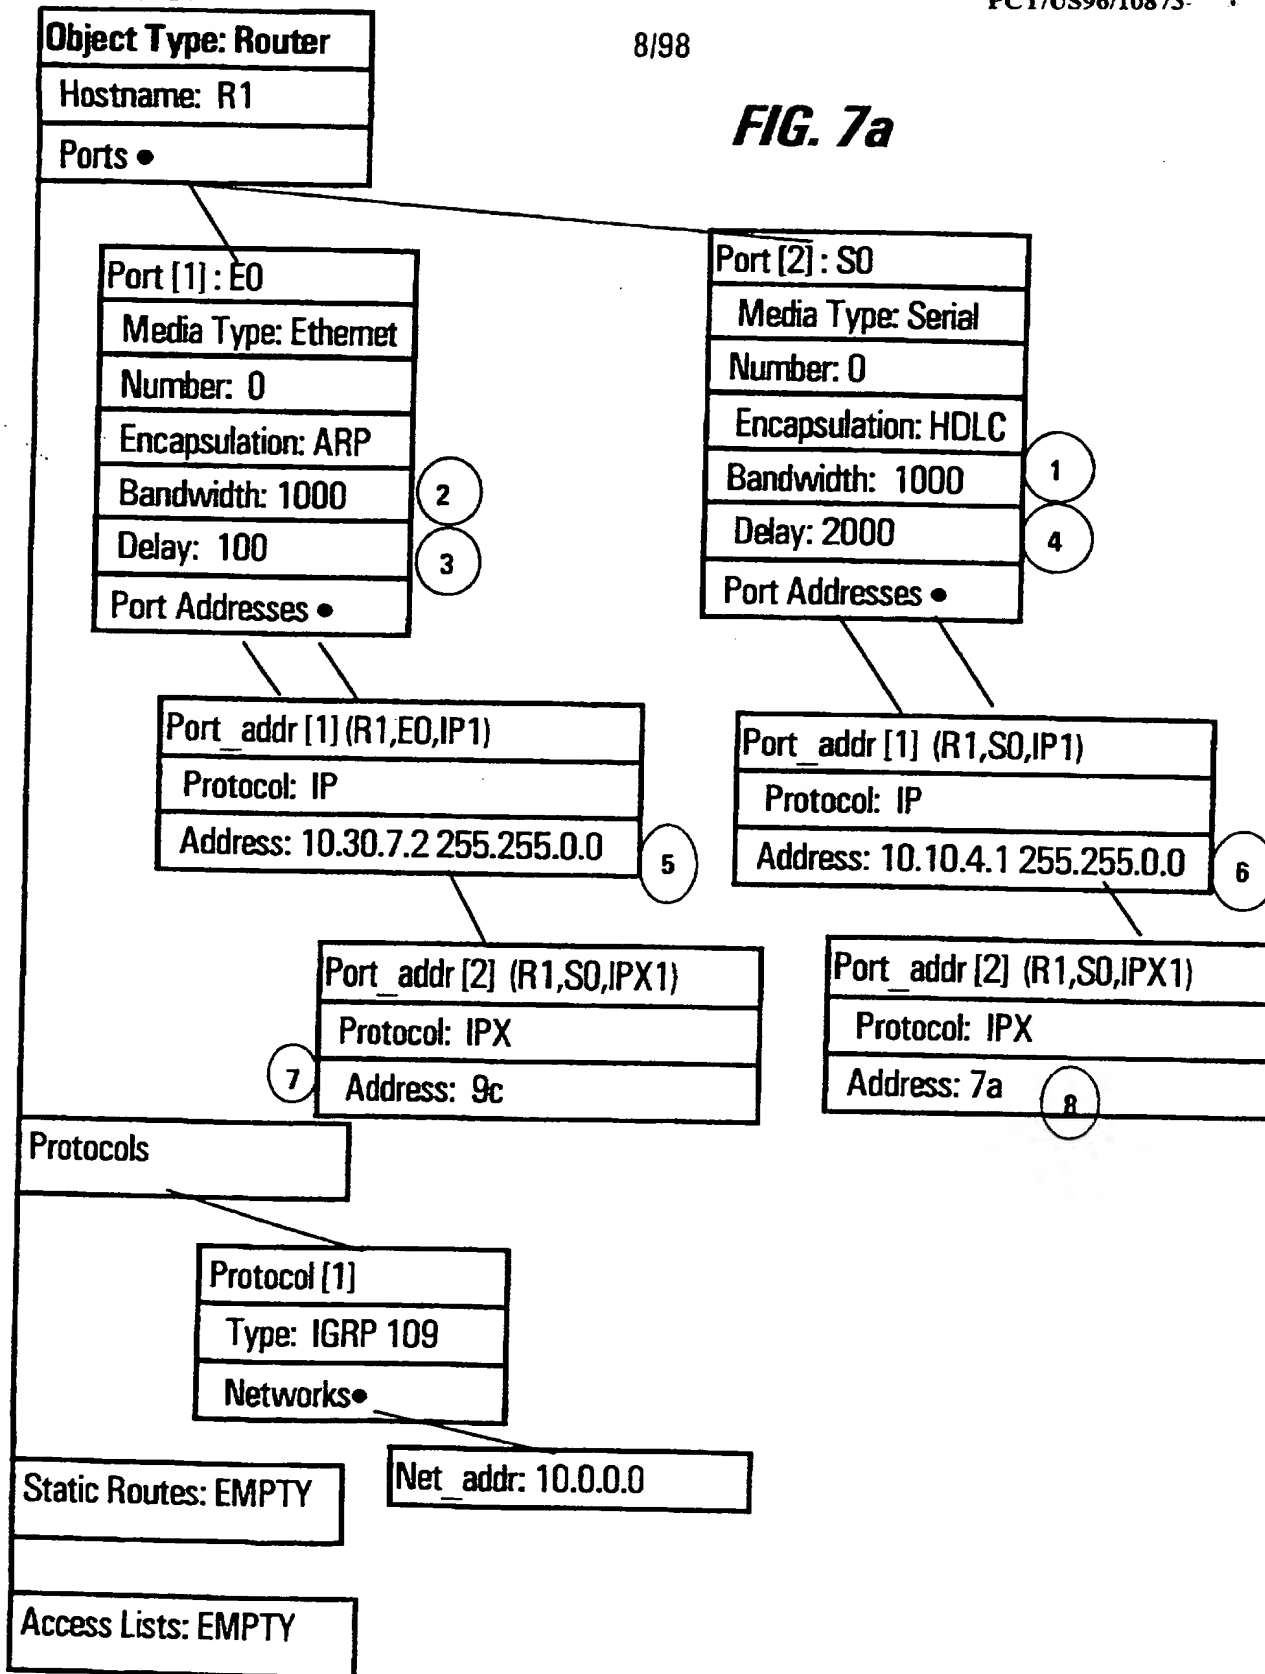 PCT/US96/10873
8/98
FIG. 7a
Object Type: Router
Hostname: R1
Ports •
Port [1] : E0
Media Type: Ethernet
Number: 0
Encapsulation: ARP
Bandwidth: 1000
2
Delay: 100
3
Port Addresses •
Port [2] : S0
Media Type: Serial
Number: 0
Encapsulation: HDLC
Bandwidth: 1000
1
Delay: 2000
4
Port Addresses •
Port_addr [1] (R1,E0,IP1)
Protocol: IP
Address: 10.30.7.2 255.255.0.0
5
Port_addr [1] (R1,S0,IP1)
Protocol: IP
Address: 10.10.4.1 255.255.0.0
6
Port_addr [2] (R1,S0,IPX1)
Protocol: IPX
7
Address: 9c
Port_addr [2] (R1,S0,IPX1)
Protocol: IPX
Address: 7a
8
Protocols
Protocol [1]
Type: IGRP 109
Networks•
Net_addr: 10.0.0.0
Static Routes: EMPTY
Access Lists: EMPTY